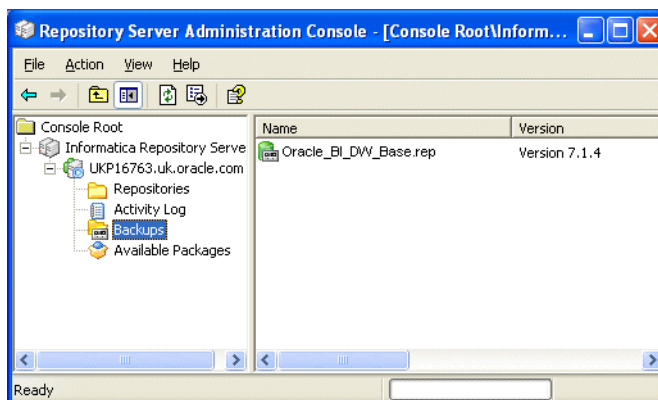 Repository Server Administration Console - [Console Root\Inform...
File Action View Help
Console Root
Informatica Repository Serve
UKP16763.uk.oracle.com
Repositories
Activity Log
Backups
Available Packages
Name Version
Oracle_BI_DW_Base.rep Version 7.1.4
Ready